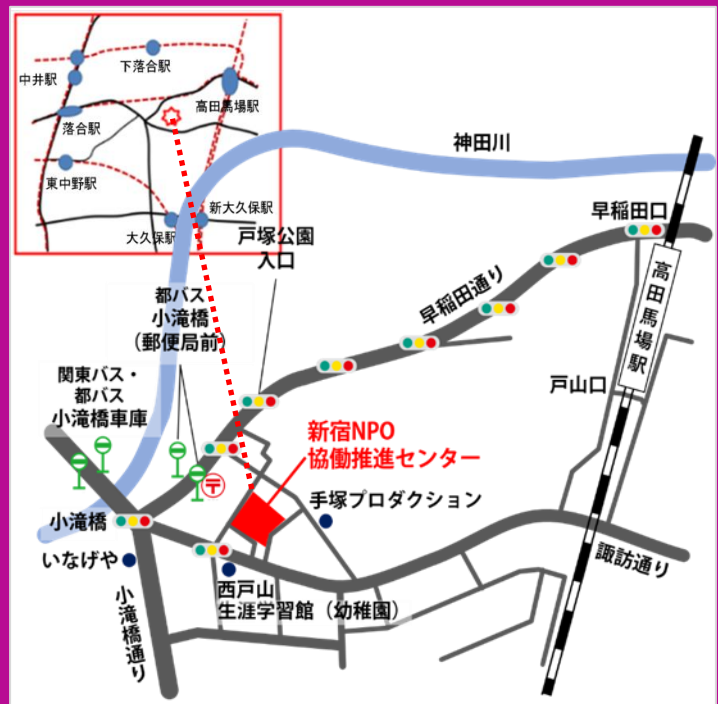 中井駅
下落合駅
高田馬場駅
落合駅
東中野駅
新大久保駅
大久保駅
神田川
早稲田口
戸塚公園
入口
都バス
小滝橋
（郵便局前）
早稲田通り
高田馬場駅
戸山口
関東バス・
都バス
小滝橋車庫
新宿NPO
協働推進センター
〒
手塚プロダクション
小滝橋
いなげや
諏訪通り
西戸山
生涯学習館（幼稚園）
小滝橋通り